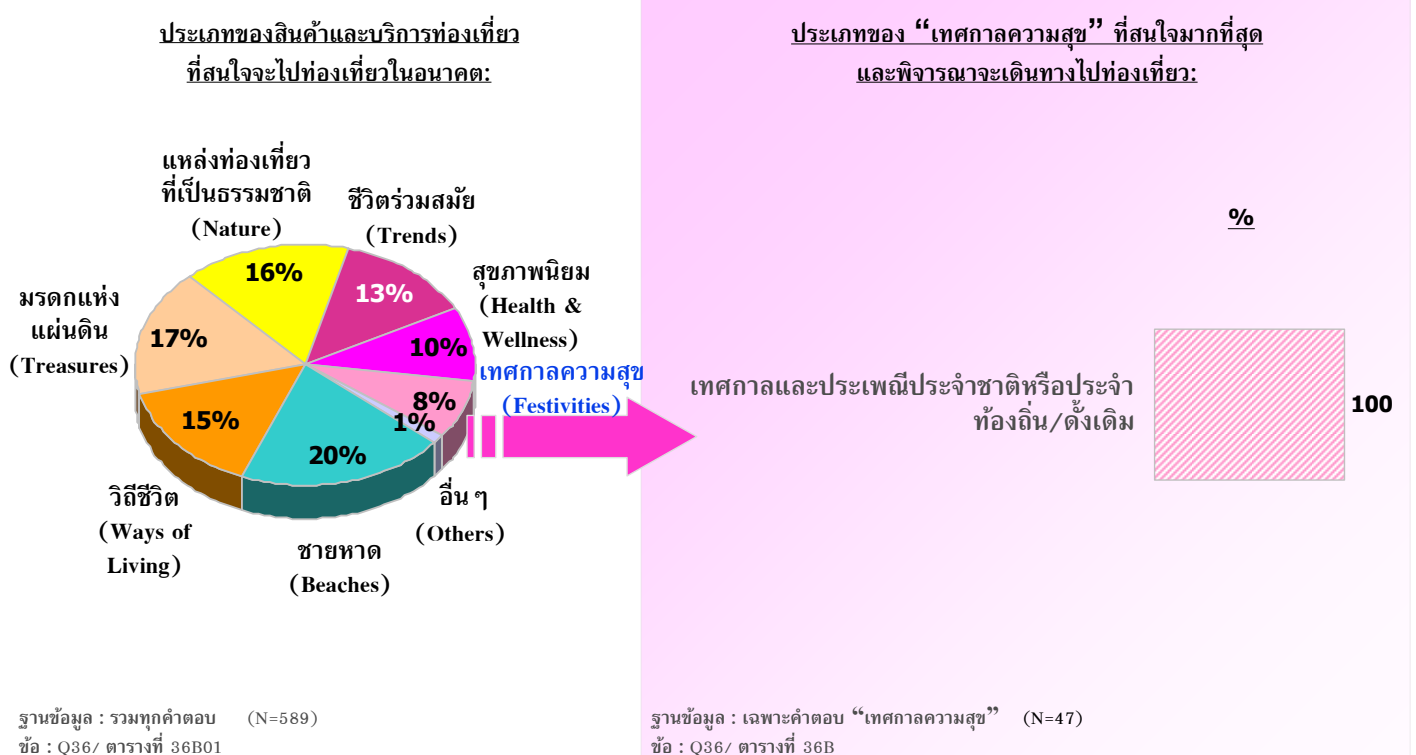 ประเภทของสินค้าและบริการท่องเที่ยว
ที่สนใจจะไปท่องเที่ยวในอนาคต:
แหล่งท่องเที่ยว
ที่เป็นธรรมชาติ
(Nature)
ชีวิตร่วมสมัย
(Trends)
สุขภาพนิยม
(Health &
Wellness)
เทศกาลความสุข
(Festivities)
อื่น ๆ
(Others)
ชายหาด
(Beaches)
วิถีชีวิต
(Ways of
Living)
มรดกแห่ง
แผ่นดิน
(Treasures)
16%
13%
10%
8%
1%
20%
15%
17%
ฐานข้อมูล : รวมทุกคำตอบ (N=589)
ข้อ : Q36/ ตารางที่ 36B01
ประเภทของ “เทศกาลความสุข” ที่สนใจมากที่สุด
และพิจารณาจะเดินทางไปท่องเที่ยว:
%
เทศกาลและประเพณีประจำชาติหรือประจำ
ท้องถิ่น/ดั้งเดิม
100
ฐานข้อมูล : เฉพาะคำตอบ “เทศกาลความสุข” (N=47)
ข้อ : Q36/ ตารางที่ 36B